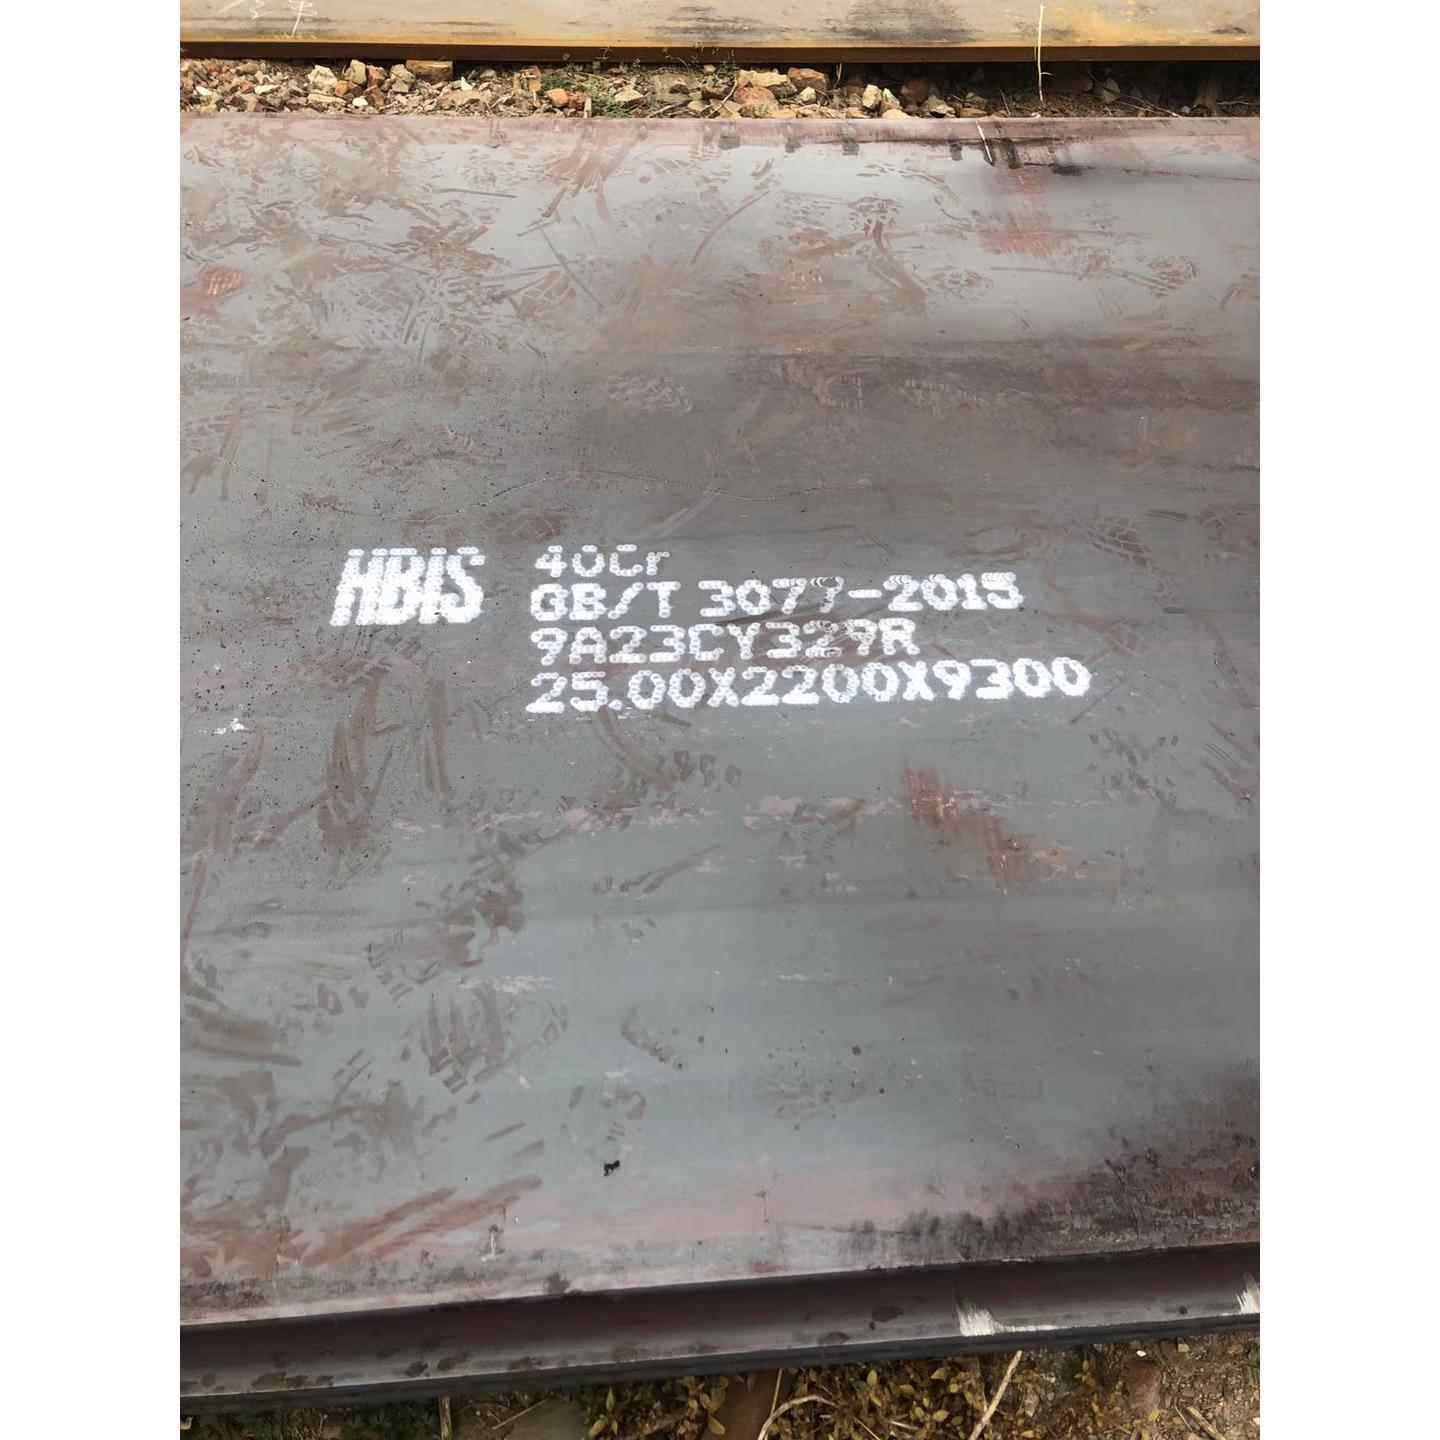 HBIS
40Cr
GB/T 3077-2015
9A23CY329R
25.00X2200X9300